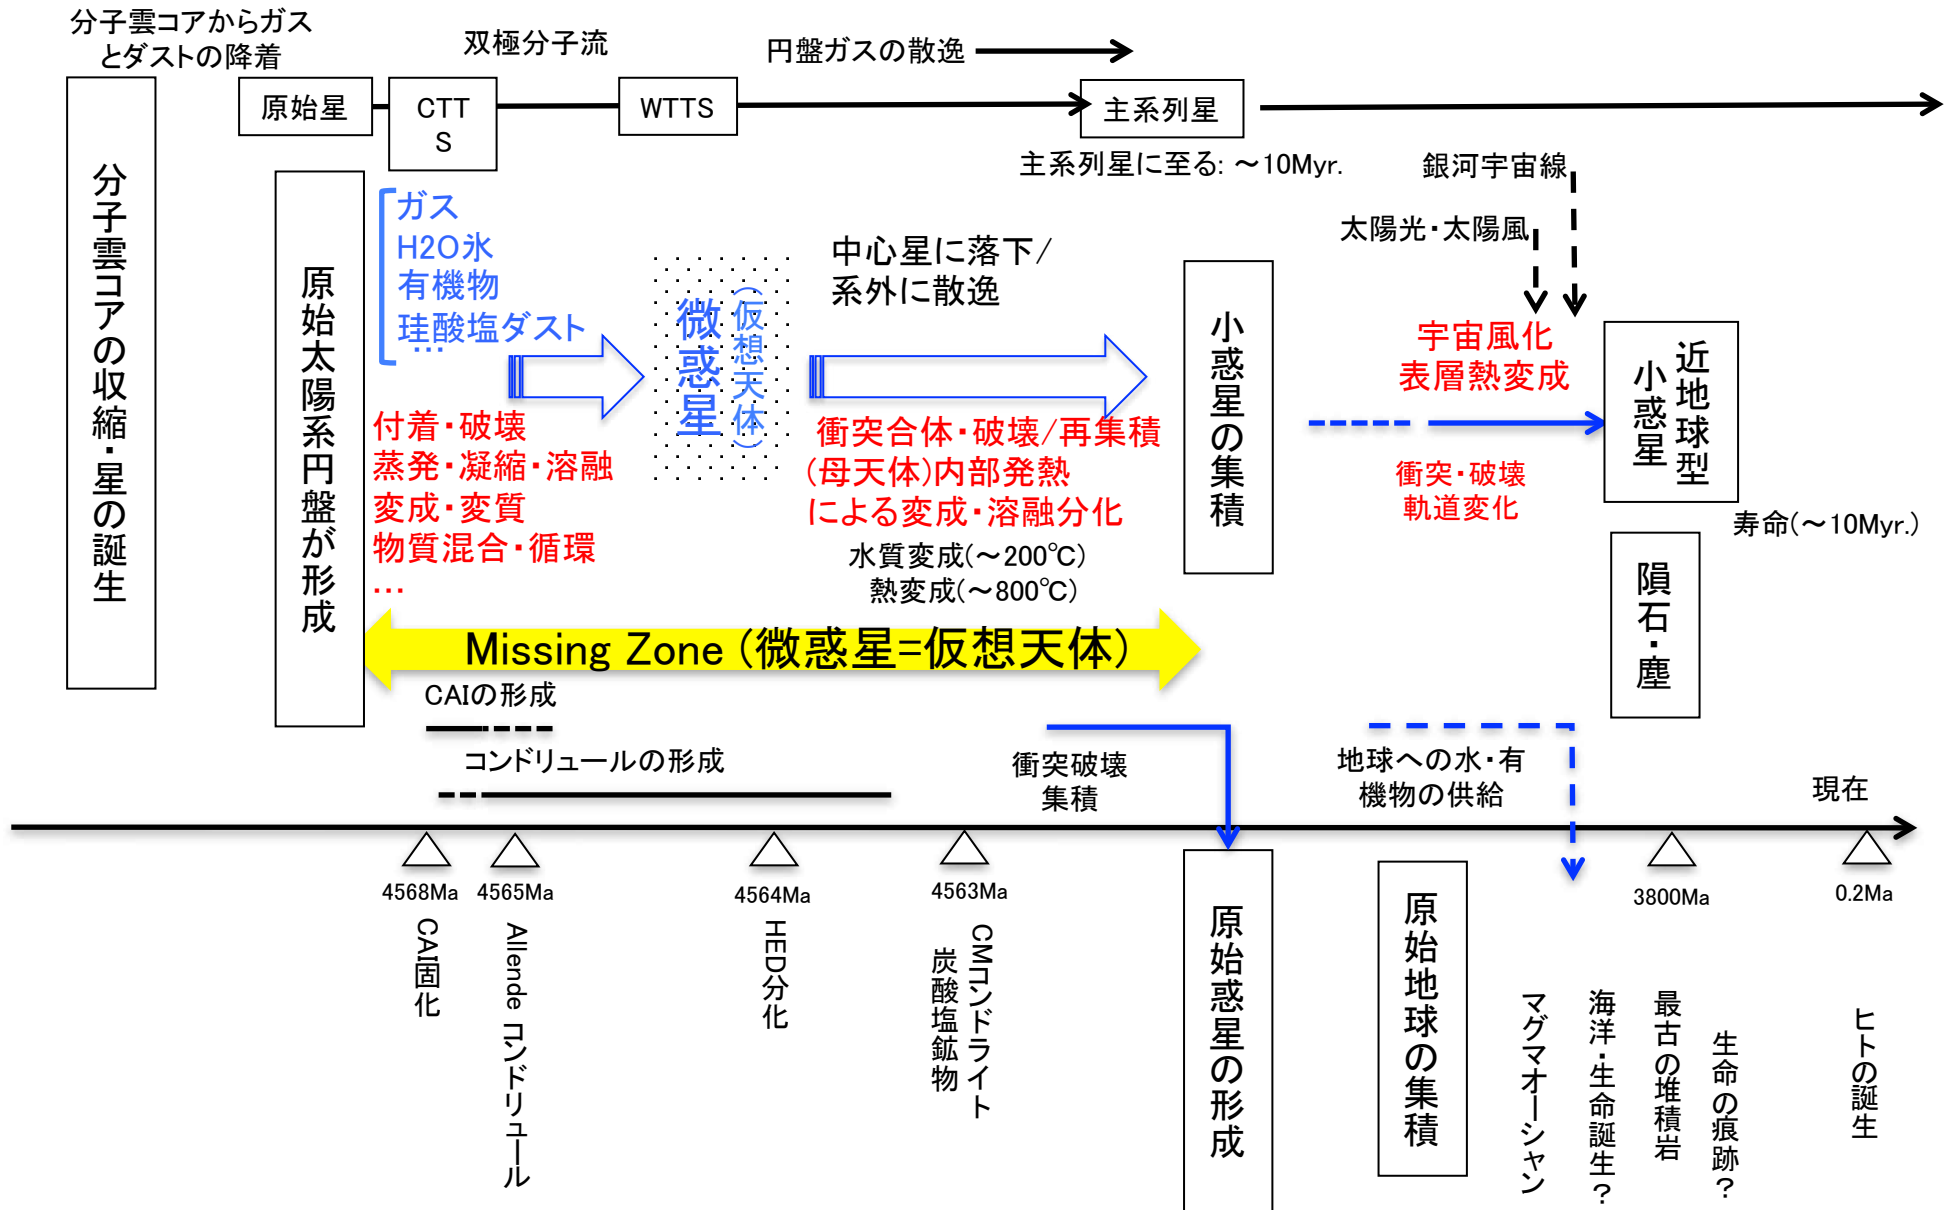 分子雲コアからガス
とダストの降着
双極分子流
円盤ガスの散逸
原始星
CTT
S
WTTS
主系列星
主系列星に至る: ～10Myr.
銀河宇宙線
太陽光・太陽風
分子雲コアの収縮・星の誕生
原始太陽系円盤が形成
ガス
H2O氷
有機物
珪酸塩ダスト
…
付着・破壊
蒸発・凝縮・溶融
変成・変質
物質混合・循環
…
微惑星
(仮想天体)
中心星に落下/
系外に散逸
衝突合体・破壊/再集積
(母天体)内部発熱
による変成・溶融分化
水質変成(～200℃)
熱変成(～800℃)
小惑星の集積
宇宙風化
表層熱変成
衝突・破壊
軌道変化
近地球型
小惑星
寿命(～10Myr.)
隕石・塵
Missing Zone (微惑星=仮想天体)
CAIの形成
コンドリュールの形成
衝突破壊
集積
地球への水・有
機物の供給
現在
4568Ma
4565Ma
4564Ma
4563Ma
3800Ma
0.2Ma
CAI固化
Allende コンドリュール
HED分化
CMコンドライト
炭酸塩鉱物
原始惑星の形成
原始地球の集積
マグマオーシャン
海洋・生命誕生？
最古の堆積岩
生命の痕跡？
ヒトの誕生